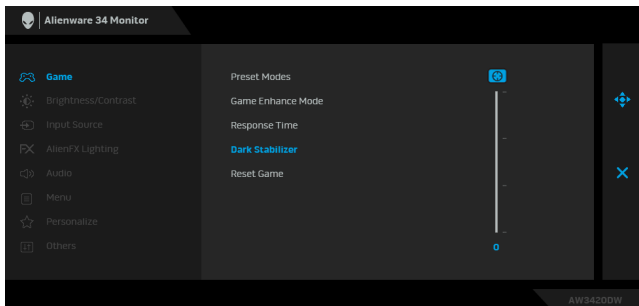 Alienware 34 Monitor
Game
Brightness/Contrast
Input Source
AlienFX Lighting
Audio
Menu
Personalize
Others
Preset Modes
Game Enhance Mode
Response Time
Dark Stabilizer
Reset Game
0
AW3420DW